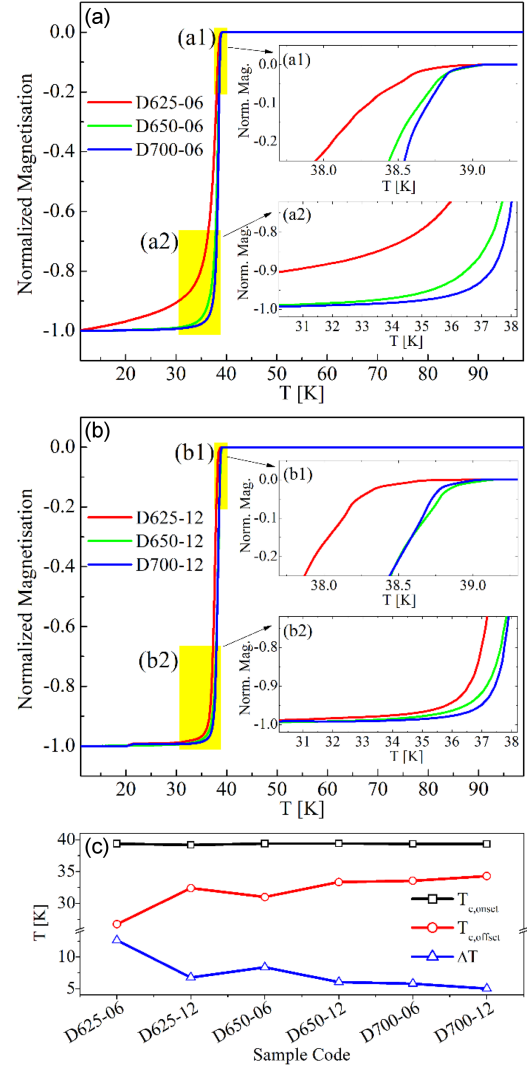 (a)
0.0
-0.2
-0.4
-0.6
-0.8
-1.0
Normalized Magnetisation
(a1)
D625-06
D650-06
D700-06
(a2)
(a1)
0.0
-0.1
-0.2
Norm. Mag.
38.0 38.5 39.0
T [K]
(a2)
-0.8
-0.9
-1.0
Norm. Mag.
31 32 33 34 35 36 37 38
T [K]
20 30 40 50 60 70 80 90
T [K]
(b)
0.0
-0.2
-0.4
-0.6
-0.8
-1.0
Normalized Magnetisation
(b1)
D625-12
D650-12
D700-12
(b2)
(b1)
0.0
-0.1
-0.2
Norm. Mag.
38.0 38.5 39.0
T [K]
(b2)
-0.8
-0.9
-1.0
Norm. Mag.
31 32 33 34 35 36 37 38
T [K]
20 30 40 50 60 70 80 90
T [K]
(c)
40
35
30
10
5
T [K]
T c,onset
T c,offset
ΔT
D625-06 D625-12 D650-06 D650-12 D700-06 D700-12
Sample Code